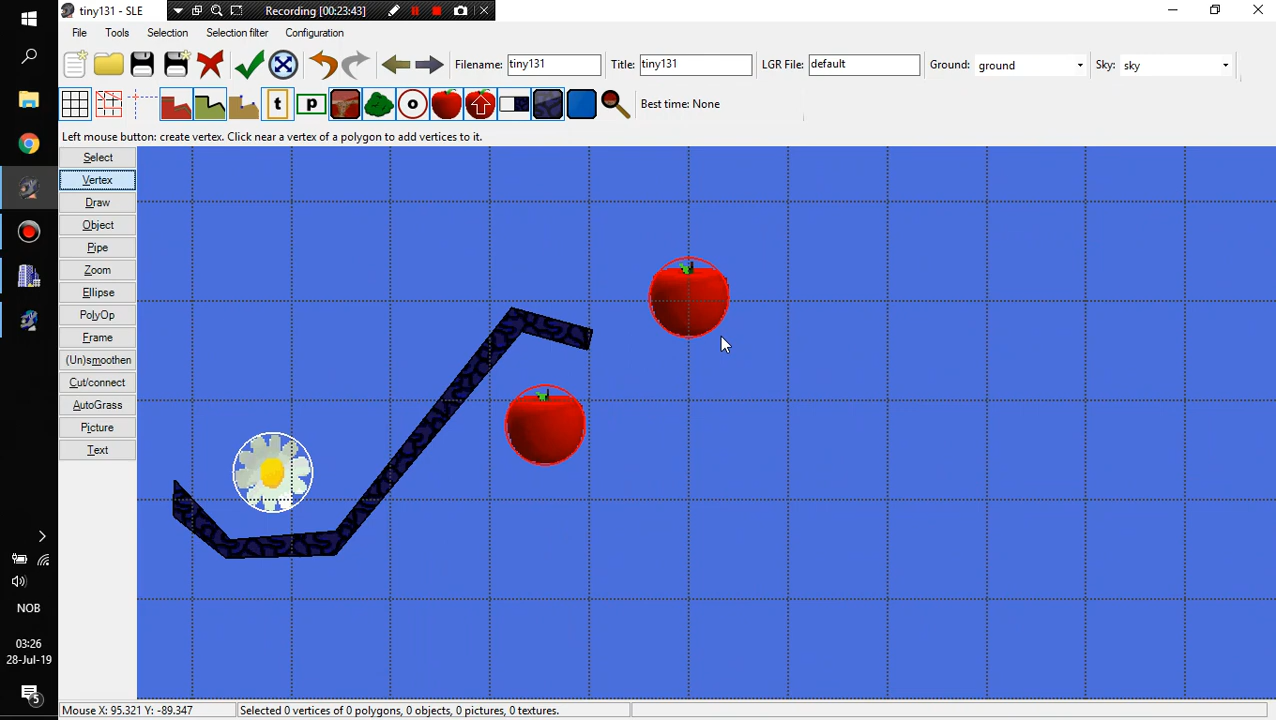 tiny131 - SLE
Recording [00:23:43]
File Tools Selection Selection filter Configuration
Filename: tiny131 Title: tiny131 LGR File: default Ground: ground Sky: sky
t p o Best time: None
Left mouse button: create vertex. Click near a vertex of a polygon to add vertices to it.
Select
Vertex
Draw
Object
Pipe
Zoom
Ellipse
PolyOp
Frame
(Un)smoothen
Cut/connect
AutoGrass
Picture
Text
NOB
03:26
28-Jul-19
5
Mouse X: 95.321 Y: -89.347 Selected 0 vertices of 0 polygons, 0 objects, 0 pictures, 0 textures.